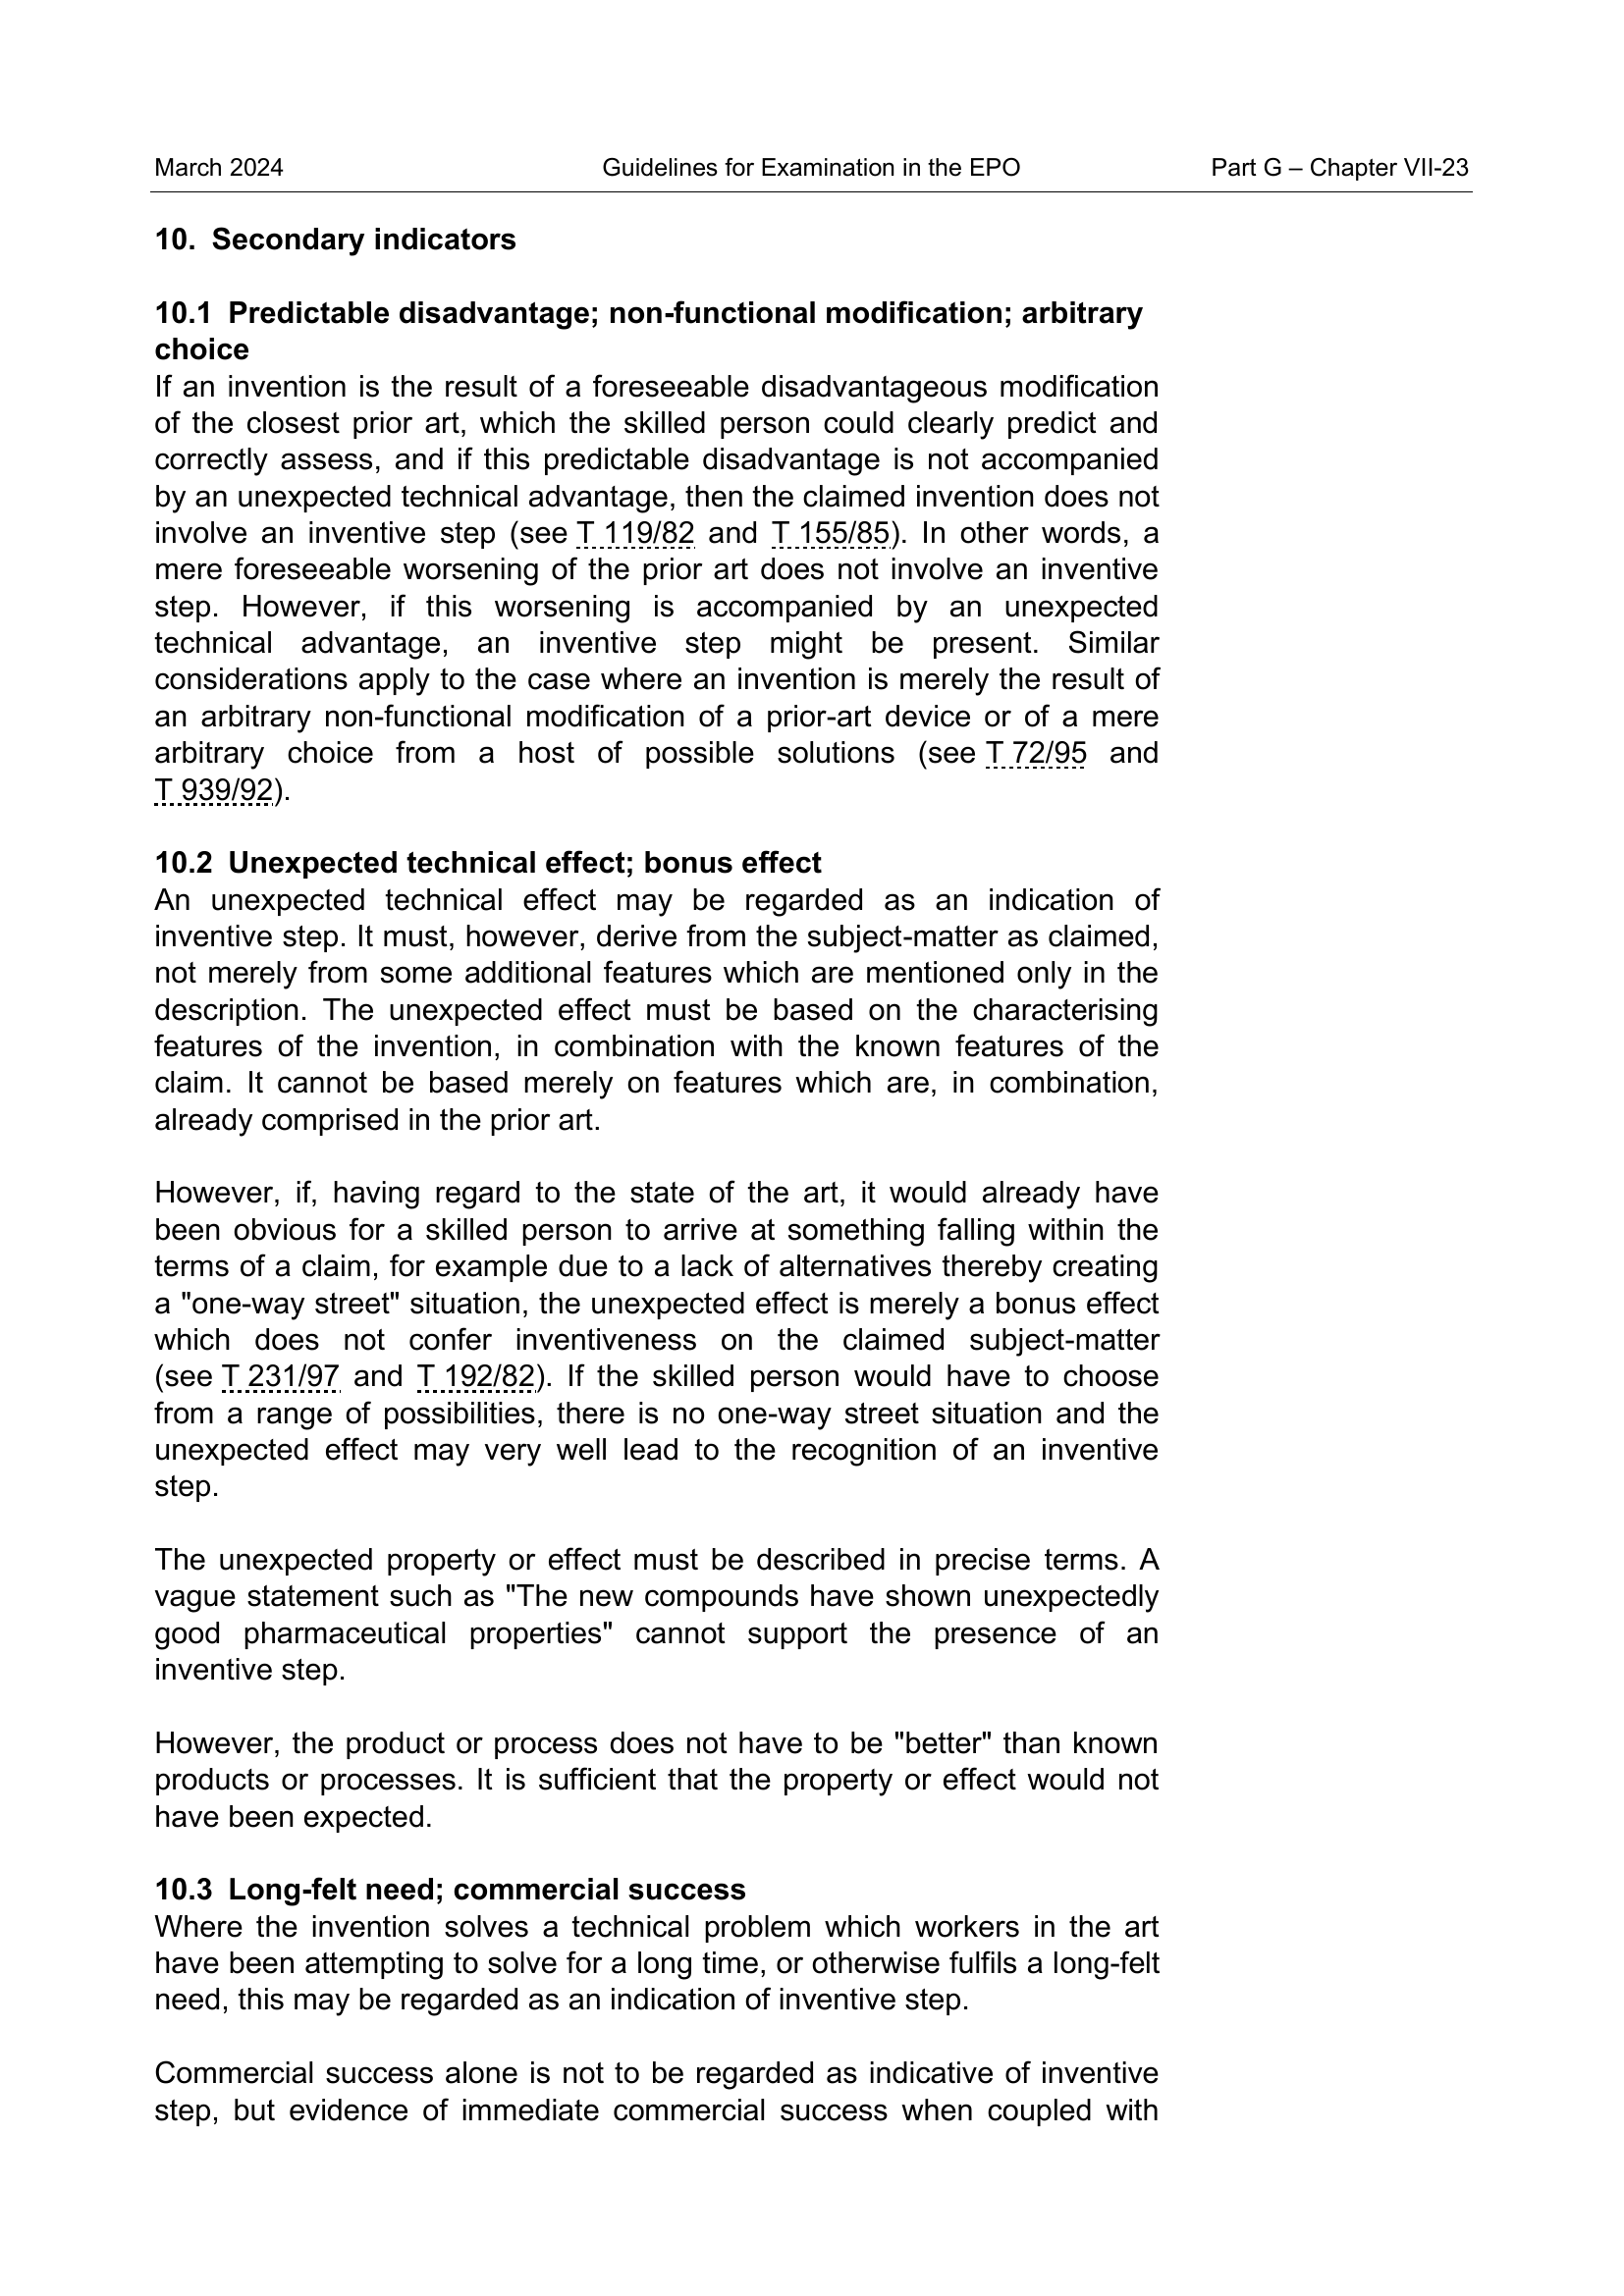 March 2024 Guidelines for Examination in the EPO Part G – Chapter VII-23
10. Secondary indicators
10.1 Predictable disadvantage; non-functional modification; arbitrary
choice
If an invention is the result of a foreseeable disadvantageous modification
of the closest prior art, which the skilled person could clearly predict and
correctly assess, and if this predictable disadvantage is not accompanied
by an unexpected technical advantage, then the claimed invention does not
involve an inventive step (see T 119/82 and T 155/85). In other words, a
mere foreseeable worsening of the prior art does not involve an inventive
step. However, if this worsening is accompanied by an unexpected
technical advantage, an inventive step might be present. Similar
considerations apply to the case where an invention is merely the result of
an arbitrary non-functional modification of a prior-art device or of a mere
arbitrary choice from a host of possible solutions (see T 72/95 and
T 939/92).
10.2 Unexpected technical effect; bonus effect
An unexpected technical effect may be regarded as an indication of
inventive step. It must, however, derive from the subject-matter as claimed,
not merely from some additional features which are mentioned only in the
description. The unexpected effect must be based on the characterising
features of the invention, in combination with the known features of the
claim. It cannot be based merely on features which are, in combination,
already comprised in the prior art.
However, if, having regard to the state of the art, it would already have
been obvious for a skilled person to arrive at something falling within the
terms of a claim, for example due to a lack of alternatives thereby creating
a "one-way street" situation, the unexpected effect is merely a bonus effect
which does not confer inventiveness on the claimed subject-matter
(see T 231/97 and T 192/82). If the skilled person would have to choose
from a range of possibilities, there is no one-way street situation and the
unexpected effect may very well lead to the recognition of an inventive
step.
The unexpected property or effect must be described in precise terms. A
vague statement such as "The new compounds have shown unexpectedly
good pharmaceutical properties" cannot support the presence of an
inventive step.
However, the product or process does not have to be "better" than known
products or processes. It is sufficient that the property or effect would not
have been expected.
10.3 Long-felt need; commercial success
Where the invention solves a technical problem which workers in the art
have been attempting to solve for a long time, or otherwise fulfils a long-felt
need, this may be regarded as an indication of inventive step.
Commercial success alone is not to be regarded as indicative of inventive
step, but evidence of immediate commercial success when coupled with